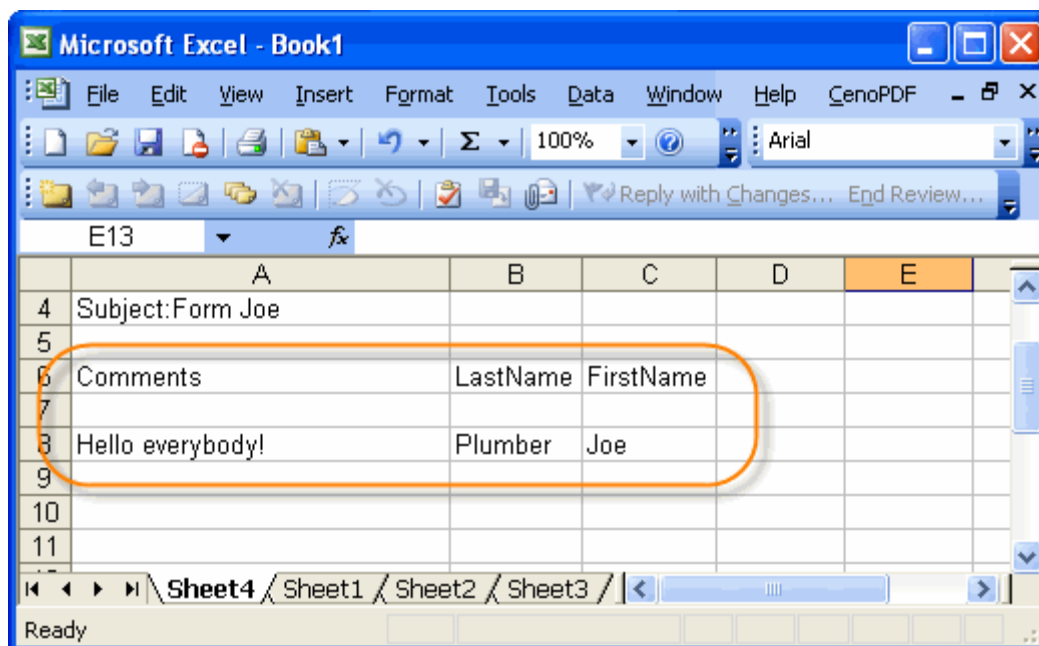 Microsoft Excel - Book1
File Edit View Insert Format Tools Data Window Help CenoPDF
Σ 100% Arial
Reply with Changes... End Review...
E13 fx
A B C D E
4 Subject:Form Joe
5
6 Comments LastName FirstName
7
8 Hello everybody! Plumber Joe
9
10
11
Sheet4 Sheet1 Sheet2 Sheet3
Ready